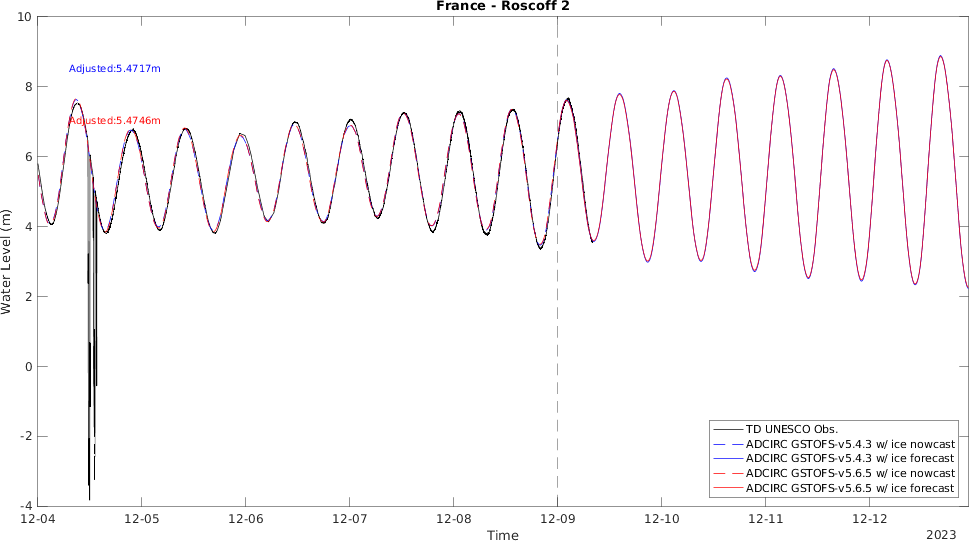 France - Roscoff 2
Adjusted:5.4717m
Adjusted:5.4746m
10
8
6
4
2
0
-2
-4
Water Level (m)
TD UNESCO Obs.
ADCIRC GSTOFS-v5.4.3 w/ ice nowcast
ADCIRC GSTOFS-v5.4.3 w/ ice forecast
ADCIRC GSTOFS-v5.6.5 w/ ice nowcast
ADCIRC GSTOFS-v5.6.5 w/ ice forecast
12-04 12-05 12-06 12-07 12-08 12-09 12-10 12-11 12-12
Time
2023